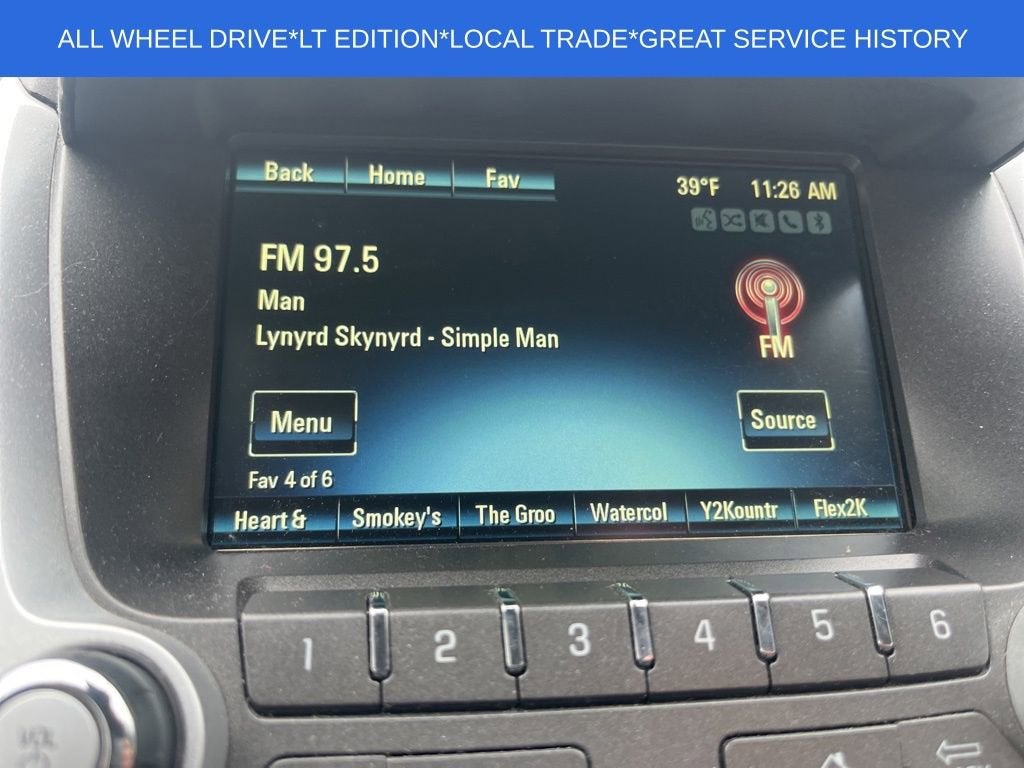 ALL WHEEL DRIVE*LT EDITION*LOCAL TRADE*GREAT SERVICE HISTORY
Back Home Fav
39°F 11:26 AM
FM 97.5
Man
Lynyrd Skynyrd - Simple Man
FM
Menu Source
Fav 4 of 6
Heart & Smokey's The Groo Watercol Y2Kountr Flex2K
1 2 3 4 5 6